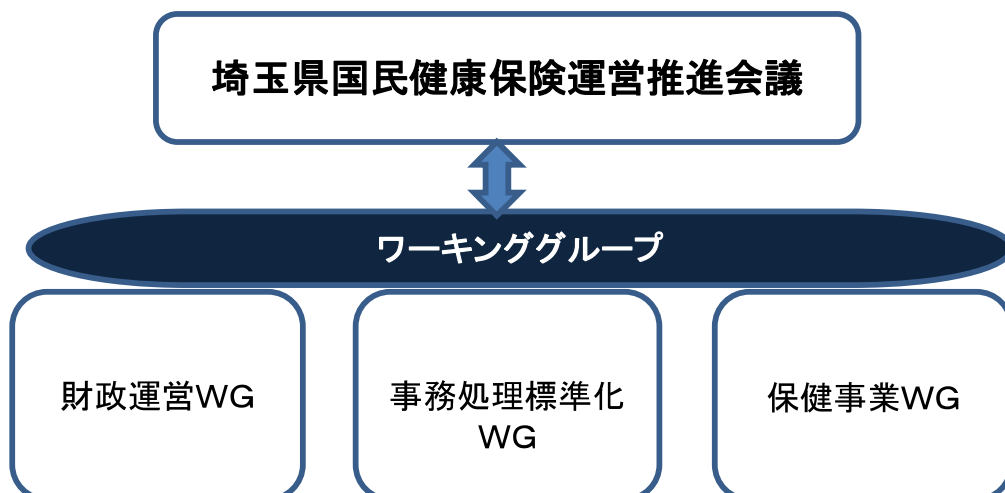 埼玉県国民健康保険運営推進会議
ワーキンググループ
財政運営ＷＧ
事務処理標準化
ＷＧ
保健事業ＷＧ